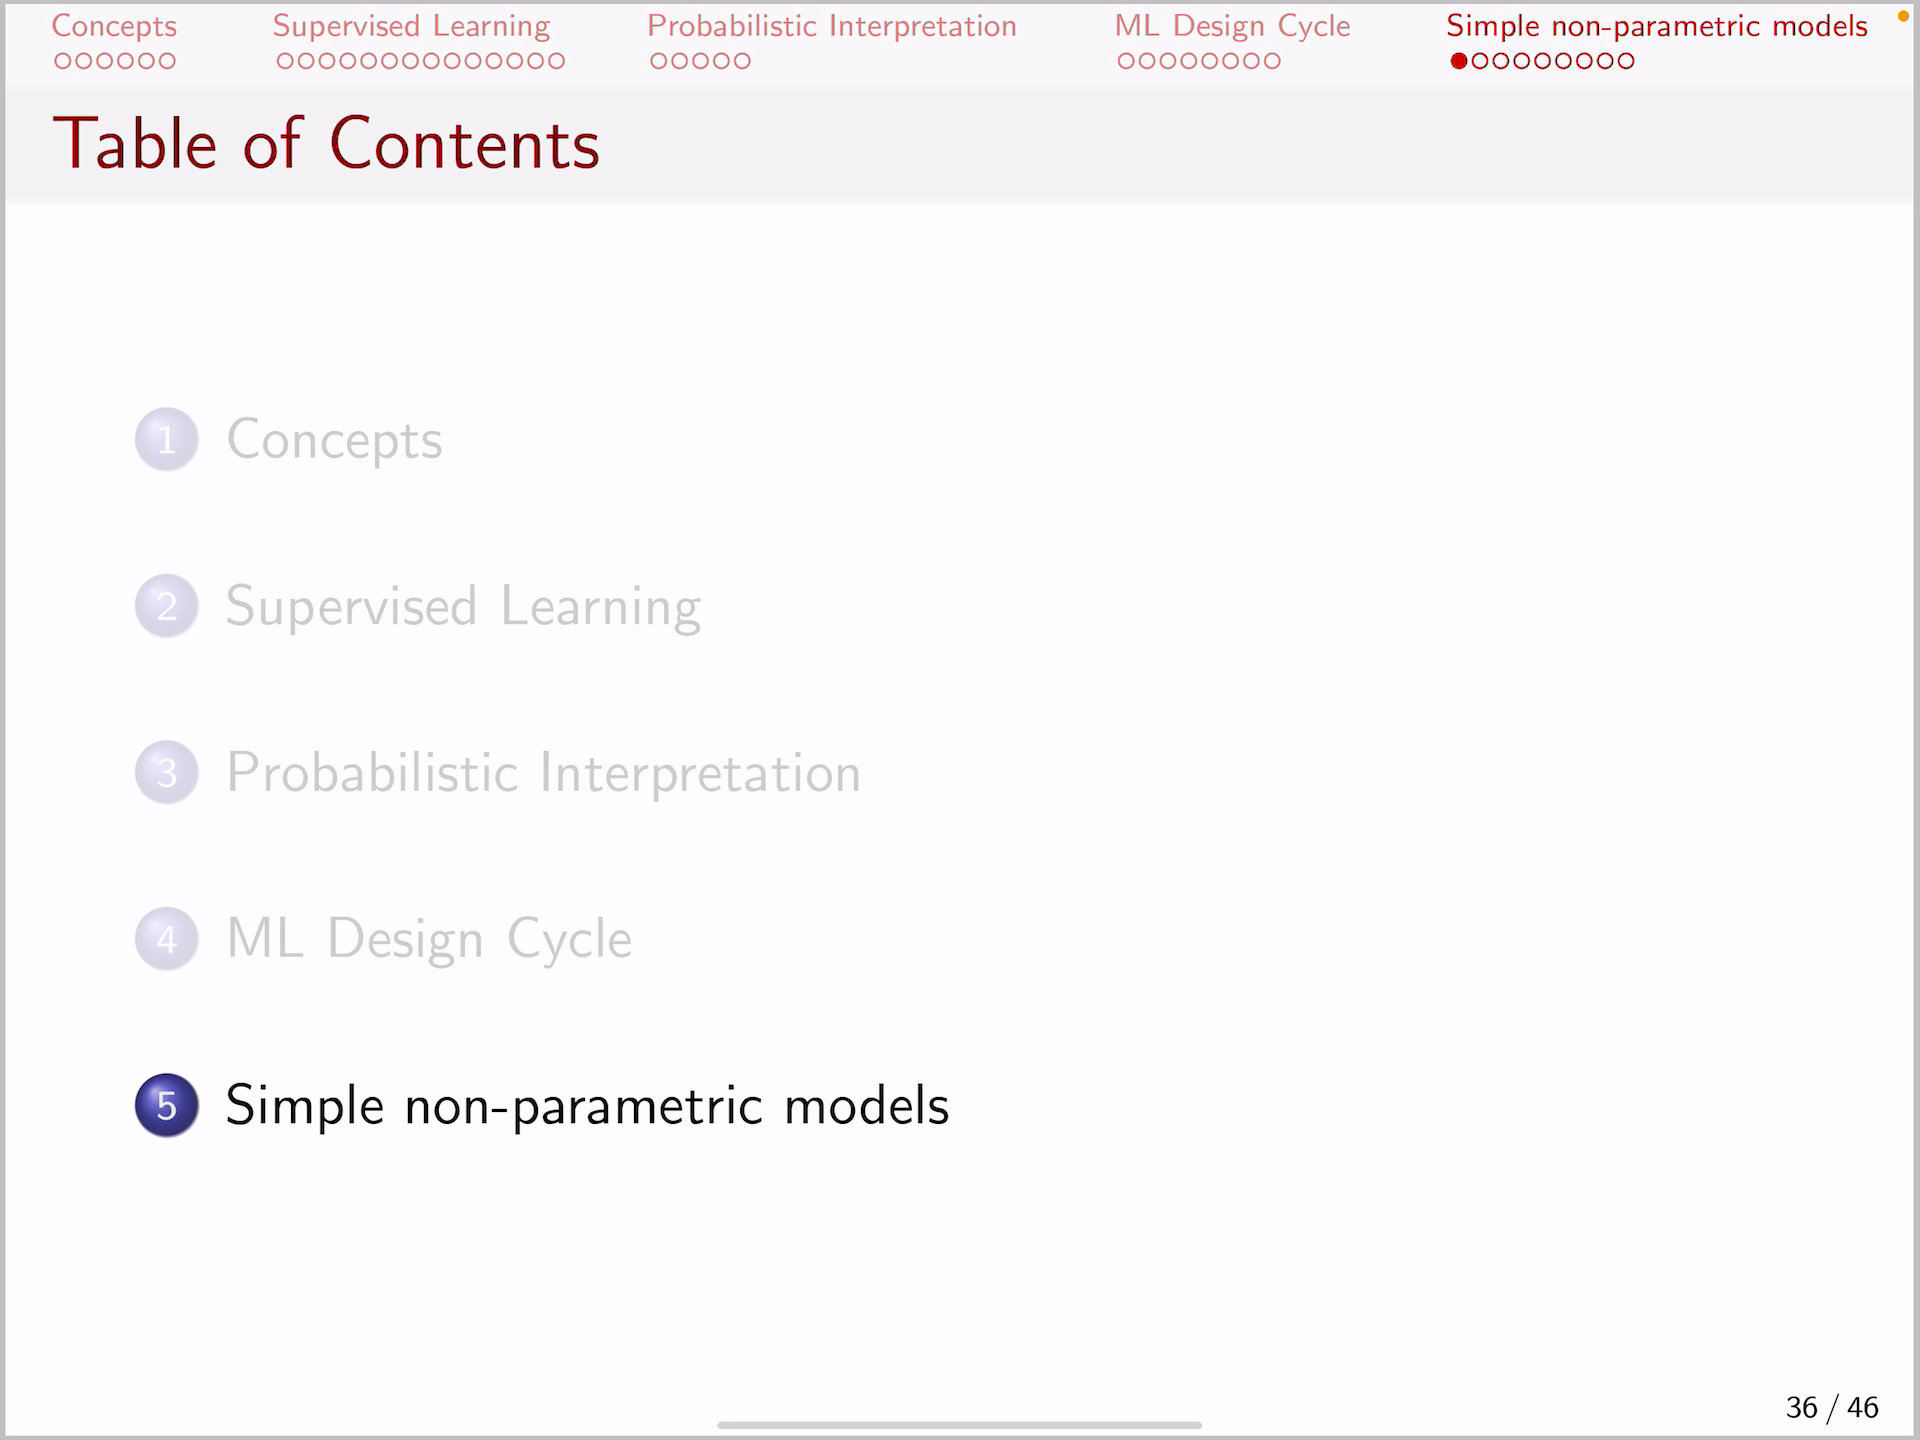 Concepts Supervised Learning Probabilistic Interpretation ML Design Cycle Simple non-parametric models
Table of Contents
1 Concepts
2 Supervised Learning
3 Probabilistic Interpretation
4 ML Design Cycle
5 Simple non-parametric models
36 / 46